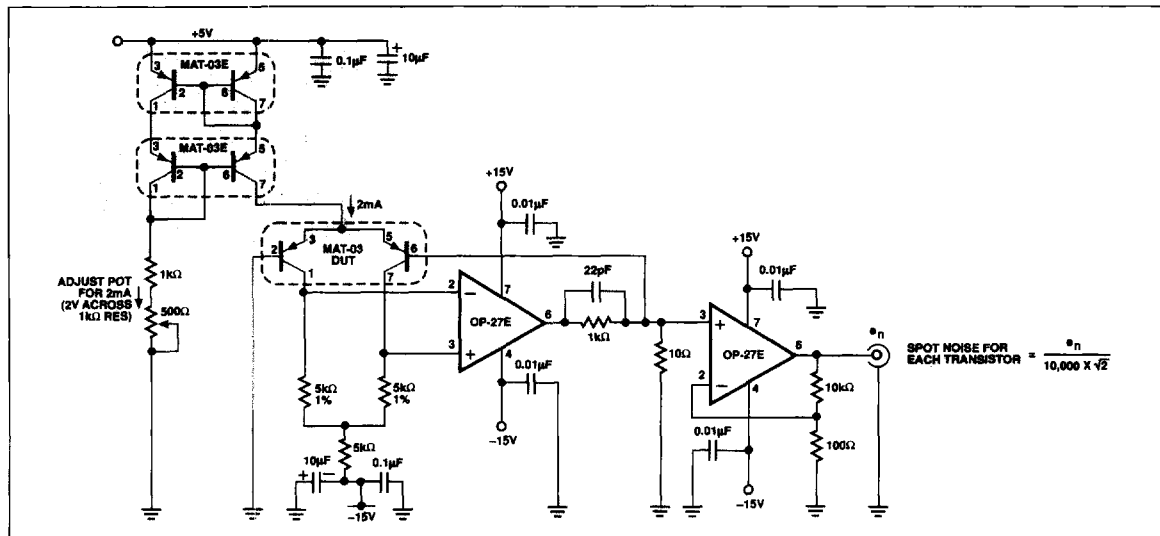 +5V
MAT-03E
0.1µF
+
10µF
3
5
2
6
1
7
MAT-03E
3
5
2
6
1
7
2mA
ADJUST POT
FOR 2mA
(2V ACROSS
1kΩ RES)
1kΩ
500Ω
MAT-03
DUT
2
3
5
6
1
7
+15V
0.01µF
2
−
3
+
7
4
6
OP-27E
22pF
1kΩ
10Ω
0.01µF
−15V
5kΩ
1%
5kΩ
1%
5kΩ
10µF
+
−
0.1µF
−15V
+15V
0.01µF
3
+
2
−
7
4
6
OP-27E
10kΩ
100Ω
0.01µF
−15V
en
SPOT NOISE FOR
EACH TRANSISTOR = en
10,000 X √2